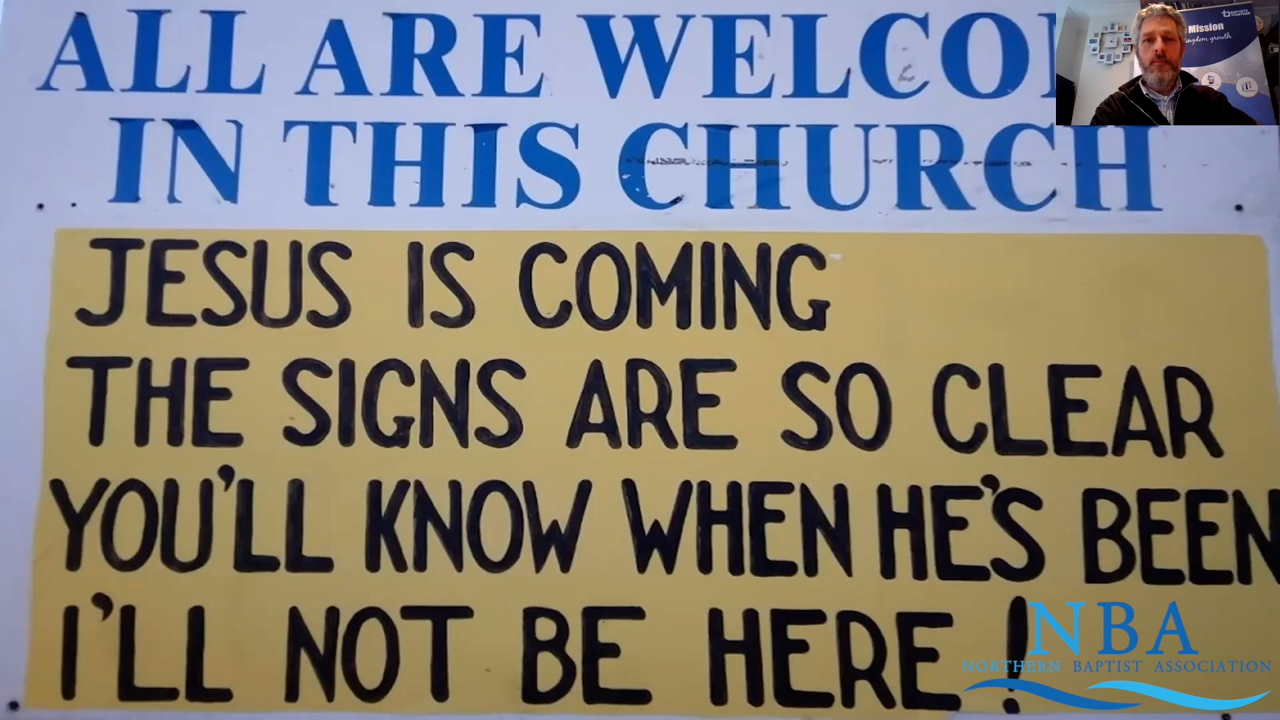 ALL ARE WELCO
IN THIS CHURCH
JESUS IS COMING
THE SIGNS ARE SO CLEAR
YOU'LL KNOW WHEN HE'S BEEN
I'LL NOT BE HERE !
Mission
NBA
NORTHERN BAPTIST ASSOCIATION